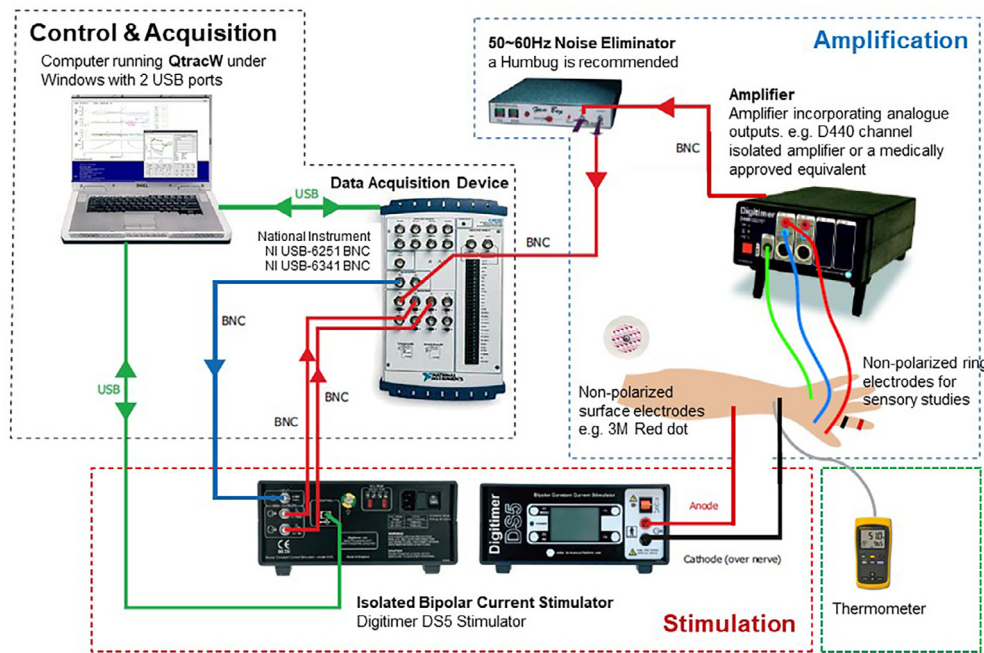 Control & Acquisition
Computer running QtracW under
Windows with 2 USB ports
50~60Hz Noise Eliminator
a Humbug is recommended
Amplification
Amplifier
Amplifier incorporating analogue
outputs. e.g. D440 channel
isolated amplifier or a medically
approved equivalent
BNC
USB
Data Acquisition Device
National Instrument
NI USB-6251 BNC
NI USB-6341 BNC
BNC
Digitimer
BNC
BNC
BNC
USB
NATIONAL
INSTRUMENTS
Non-polarized
surface electrodes
e.g. 3M Red dot
Non-polarized ring
electrodes for
sensory studies
Digitimer
DS5
Bipolar Constant Current Stimulator
Anode
Cathode (over nerve)
Isolated Bipolar Current Stimulator
Digitimer DS5 Stimulator
Stimulation
Thermometer